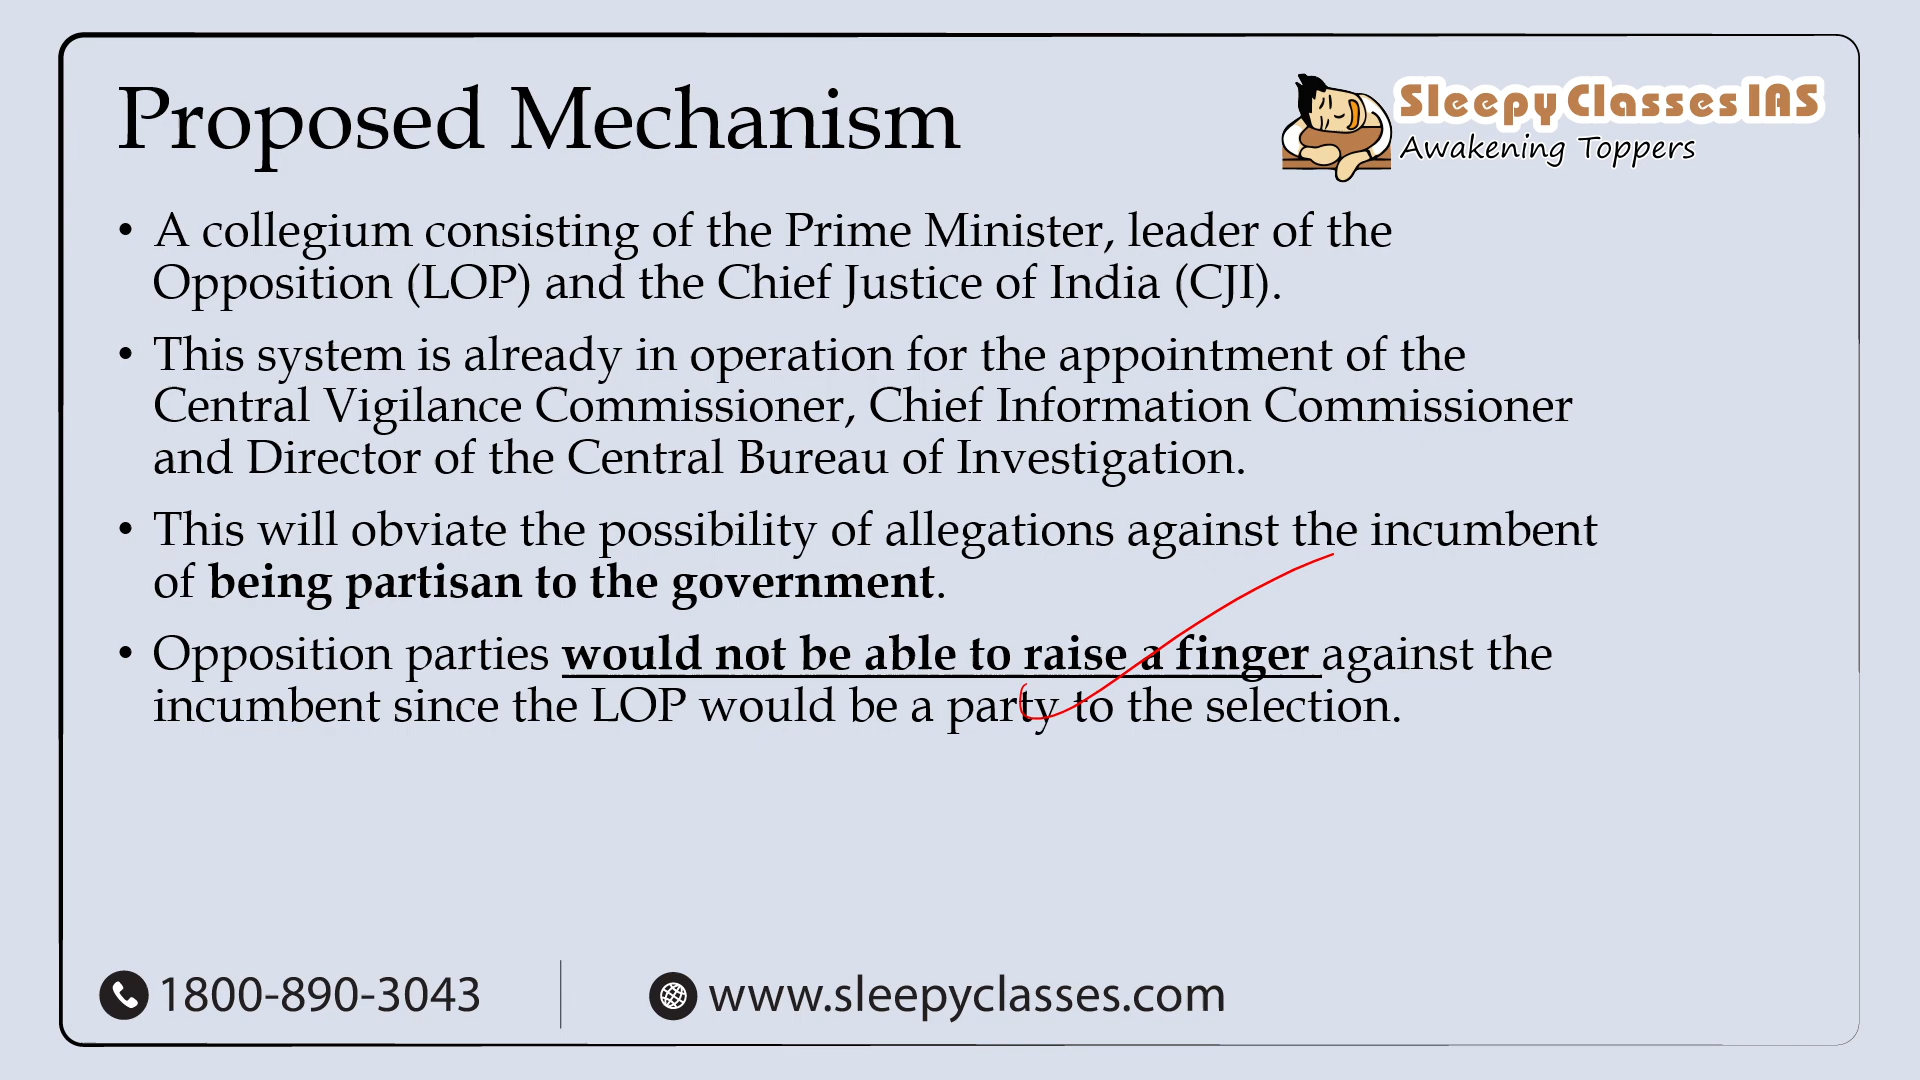 Proposed Mechanism
Sleepy Classes IAS
Awakening Toppers
• A collegium consisting of the Prime Minister, leader of the
Opposition (LOP) and the Chief Justice of India (CJI).
• This system is already in operation for the appointment of the
Central Vigilance Commissioner, Chief Information Commissioner
and Director of the Central Bureau of Investigation.
• This will obviate the possibility of allegations against the incumbent
of being partisan to the government.
• Opposition parties would not be able to raise a finger against the
incumbent since the LOP would be a party to the selection.
1800-890-3043
www.sleepyclasses.com